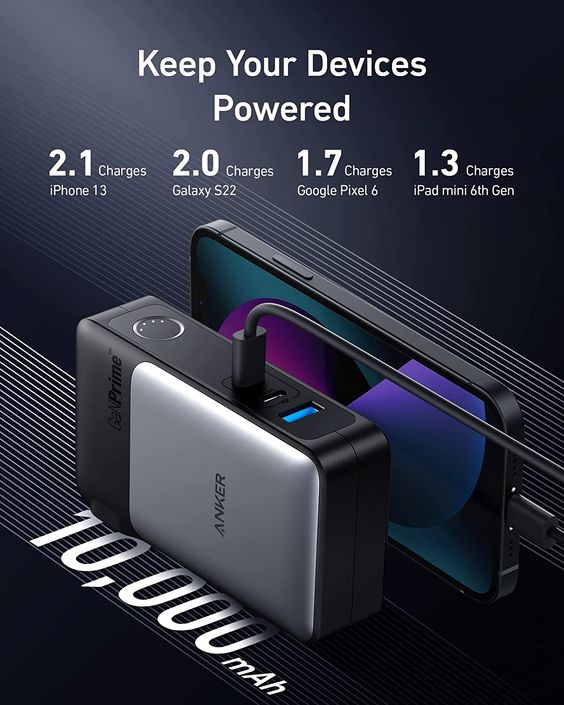 Keep Your Devices
Powered
2.1 Charges
iPhone 13
2.0 Charges
Galaxy S22
1.7 Charges
Google Pixel 6
1.3 Charges
iPad mini 6th Gen
GaNPrime™
ANKER
10,000 mAh